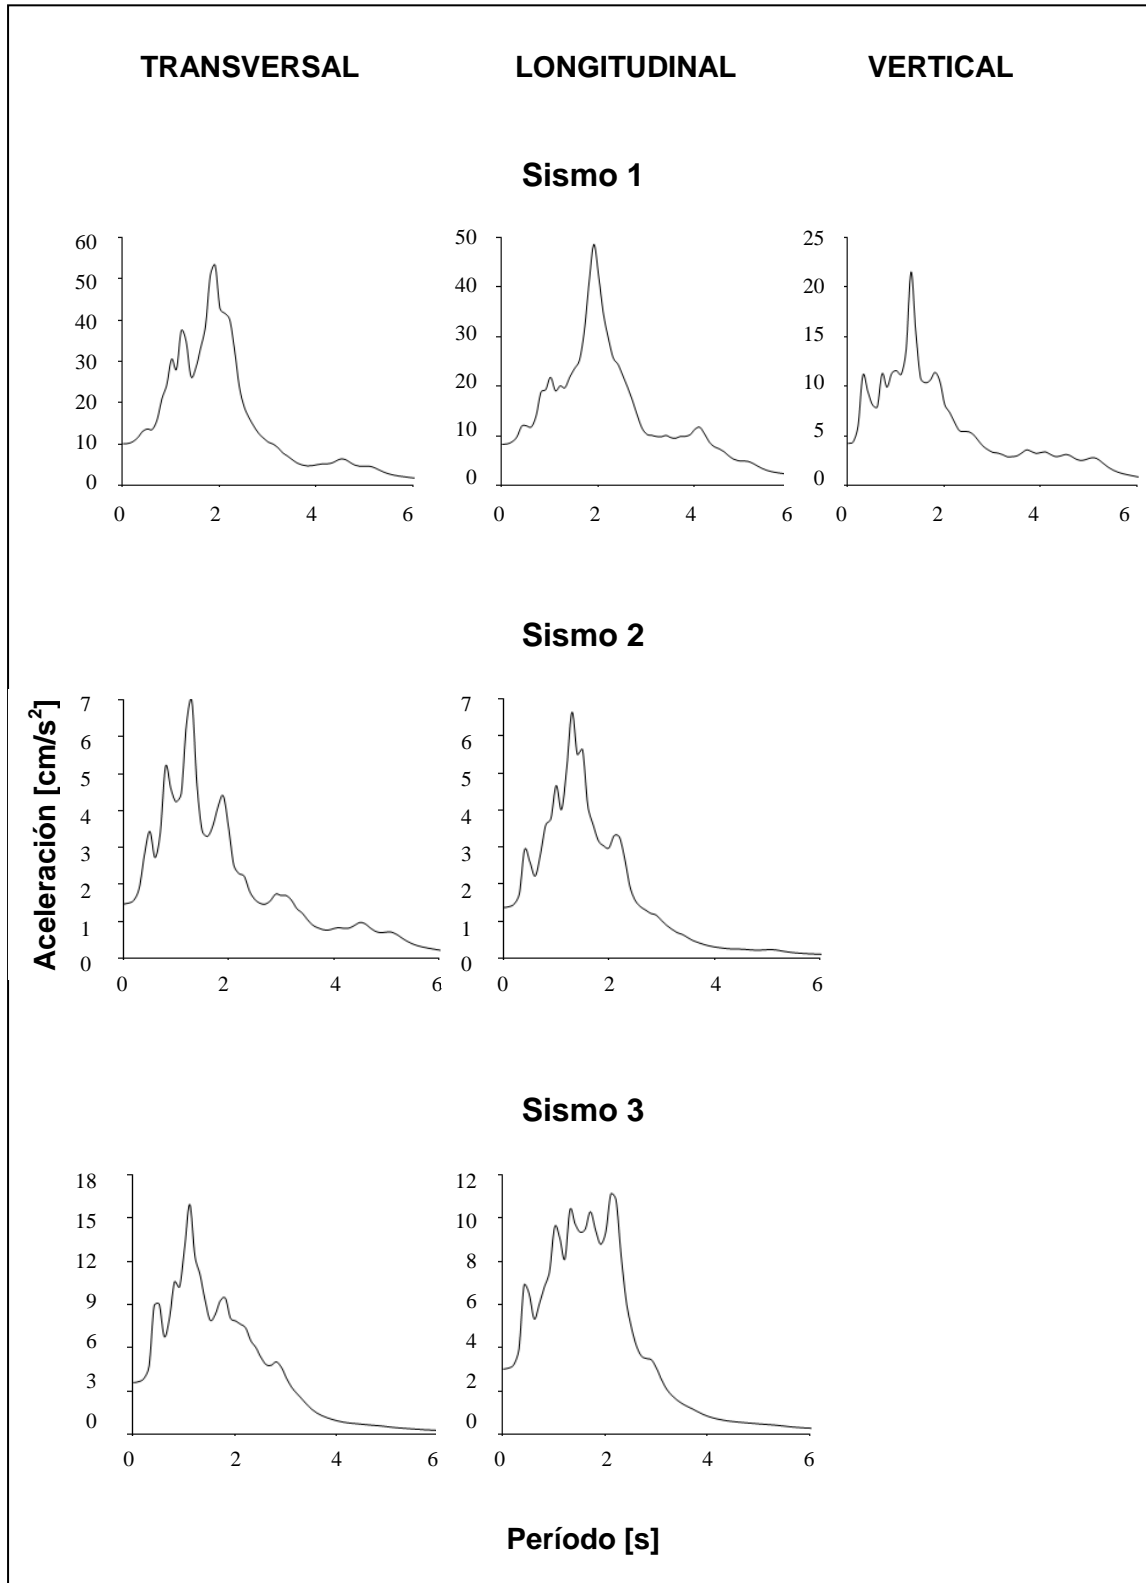 TRANSVERSAL LONGITUDINAL VERTICAL
Sismo 1
60 50 25
50 40 20
40 30 15
30 20 10
20 10 5
10 0 0
0
0 2 4 6 0 2 4 6 0 2 4 6
Sismo 2
Aceleración [cm/s²]
7 7
6 6
5 5
4 4
3 3
2 2
1 1
0 0
0 2 4 6 0 2 4 6
Sismo 3
18 12
15 10
12 8
9 6
6 4
3 2
0 0
0 2 4 6 0 2 4 6
Período [s]